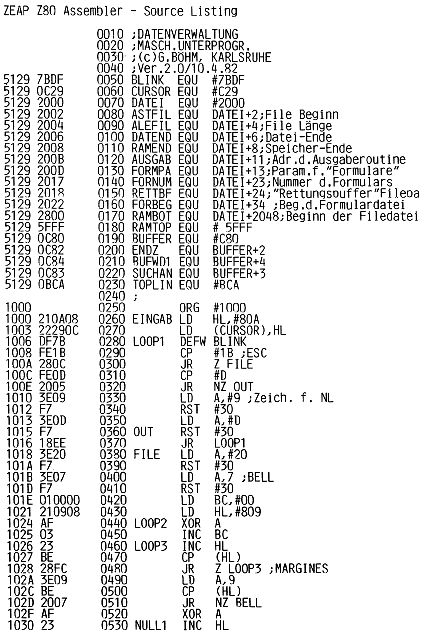 ZEAP Z80 Assembler - Source Listing
0010 ;DATENVERWALTUNG
0020 ;MASCH.UNTERPROGR.
0030 ;(c)G.BÖHM, KARLSRUHE
0040 ;Ver.2.0/10.4.82
5129 7BDF 0050 BLINK EQU #7BDF
5129 0C29 0060 CURSOR EQU #C29
5129 2000 0070 DATEI EQU #2000
5129 2002 0080 ASTFIL EQU DATEI+2;File Beginn
5129 2004 0090 ALEFIL EQU DATEI+4;File Länge
5129 2006 0100 DATEND EQU DATEI+6;Datei-Ende
5129 2008 0110 RAMEND EQU DATEI+8;Speicher-Ende
5129 200B 0120 AUSGAB EQU DATEI+11;Adr.d.Ausgaberoutine
5129 200D 0130 FORMPA EQU DATEI+13;Param.f."Formulare"
5129 2017 0140 FORNUM EQU DATEI+23;Nummer d.Formulars
5129 2018 0150 RETTBF EQU DATEI+24;"Rettungspuffer"Filepa
5129 2022 0160 FORBEG EQU DATEI+34 ;Beg.d.Formulardatei
5129 2800 0170 RAMBOT EQU DATEI+2048;Beginn der Filedatei
5129 5FFF 0180 RAMTOP EQU # 5FFF
5129 0C80 0190 BUFFER EQU #C80
5129 0C82 0200 ENDZ EQU BUFFER+2
5129 0C84 0210 BUFWD1 EQU BUFFER+4
5129 0C83 0220 SUCHAN EQU BUFFER+3
5129 0BCA 0230 TOPLIN EQU #BCA
0240 ;
1000 0250 ORG #1000
1000 210A08 0260 EINGAB LD HL,#80A
1003 22290C 0270 LD (CURSOR),HL
1006 DF7B 0280 LOOP1 DEFW BLINK
1008 FE1B 0290 CP #1B ;ESC
100A 280C 0300 JR Z FILE
100C FE0D 0310 CP #D
100E 2005 0320 JR NZ OUT
1010 3E09 0330 LD A,#9 ;Zeich. f. NL
1012 F7 0340 RST #30
1013 3E0D 0350 LD A,#D
1015 F7 0360 OUT RST #30
1016 18EE 0370 JR LOOP1
1018 3E20 0380 FILE LD A,#20
101A F7 0390 RST #30
101B 3E07 0400 LD A,7 ;BELL
101D F7 0410 RST #30
101E 010000 0420 LD BC,#00
1021 210908 0430 LD HL,#809
1024 AF 0440 LOOP2 XOR A
1025 03 0450 INC BC
1026 23 0460 LOOP3 INC HL
1027 BE 0470 CP (HL)
1028 28FC 0480 JR Z LOOP3 ;MARGINES
102A 3E09 0490 LD A,9
102C BE 0500 CP (HL)
102D 2007 0510 JR NZ BELL
102F AF 0520 XOR A
1030 23 0530 NULL1 INC HL